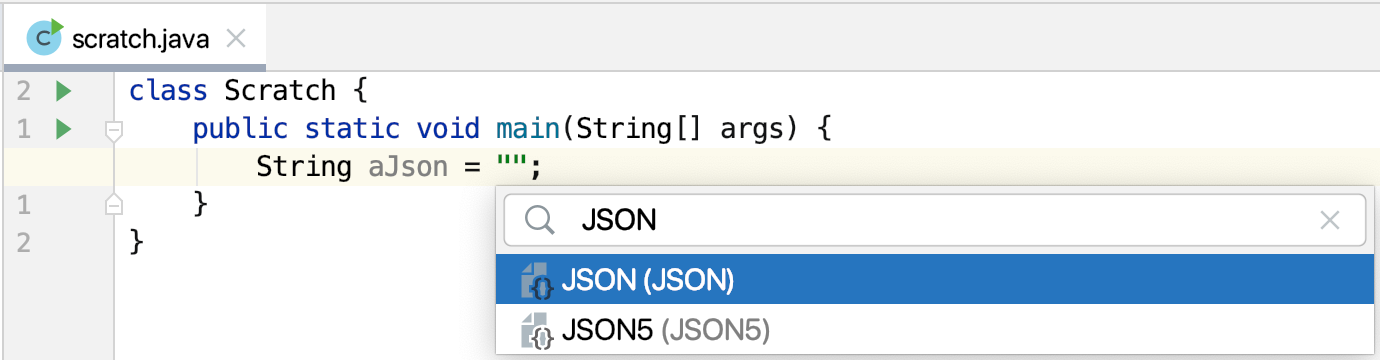 C scratch.java
2 class Scratch {
1 public static void main(String[] args) {
String aJson = "";
1 }
2 }
JSON
{} JSON (JSON)
{} JSON5 (JSON5)